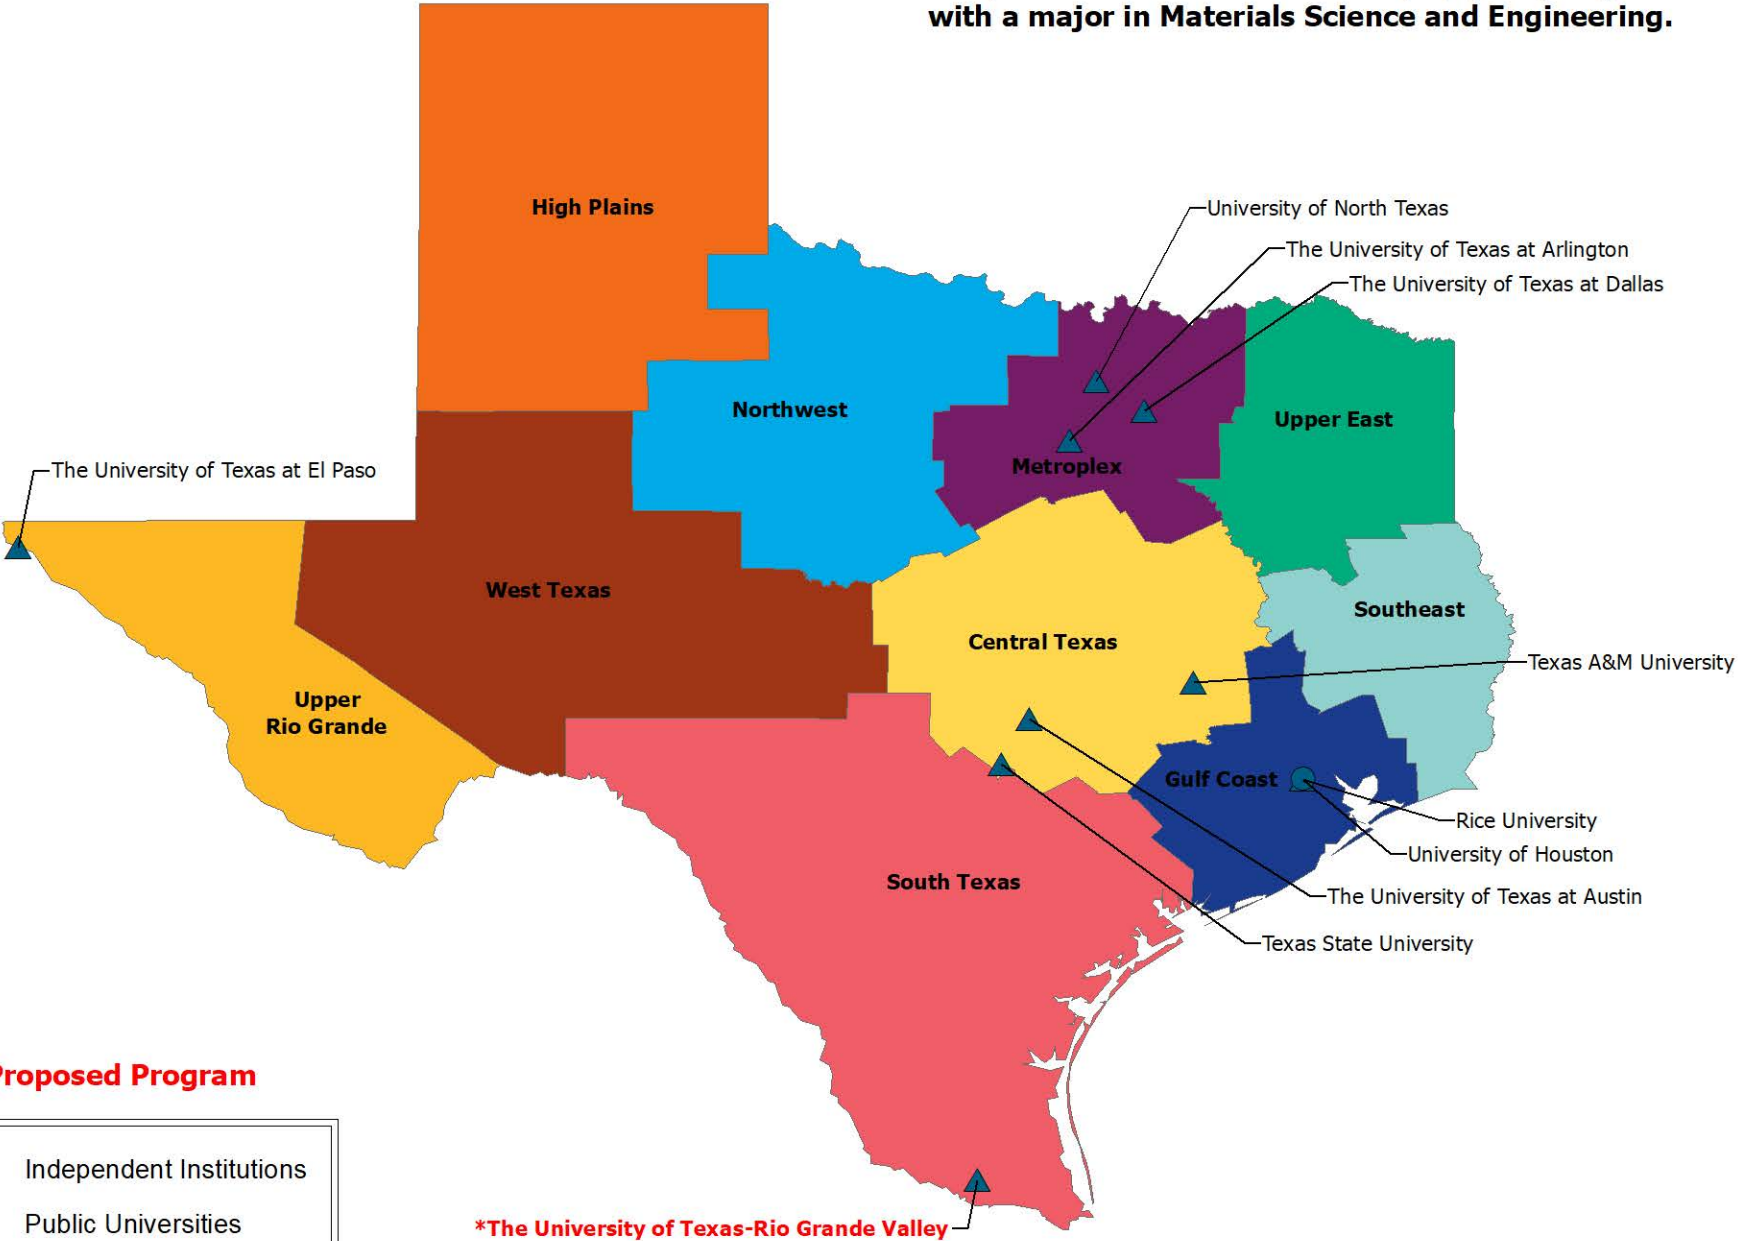 with a major in Materials Science and Engineering.
High Plains
University of North Texas
The University of Texas at Arlington
The University of Texas at Dallas
Northwest
Upper East
Metroplex
The University of Texas at El Paso
West Texas
Southeast
Central Texas
Texas A&M University
Upper
Rio Grande
Gulf Coast
Rice University
University of Houston
South Texas
The University of Texas at Austin
Texas State University
Proposed Program
Independent Institutions
Public Universities
*The University of Texas-Rio Grande Valley